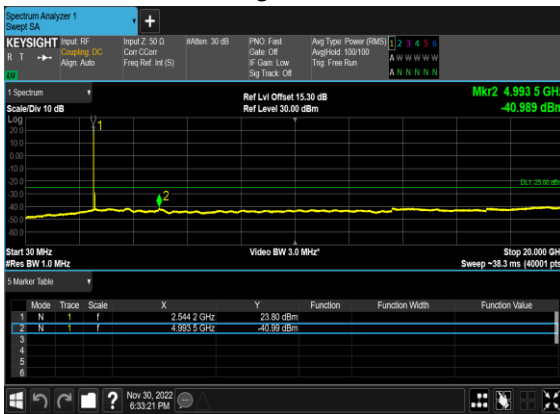 Spectrum Analyzer 1
Swept SA
KEYSIGHT
R T
LV
Input: RF
Coupling: DC
Align: Auto
Input Z: 50 Ω
Corr CCorr
Freq Ref: Int (S)
#Atten: 30 dB
PNO: Fast
Gate: Off
IF Gain: Low
Sig Track: Off
Avg Type: Power (RMS)
Avg|Hold: 100/100
Trig: Free Run
1 2 3 4 5 6
A W W W W W
A N N N N N
1 Spectrum
Scale/Div 10 dB
Ref Lvl Offset 15.30 dB
Ref Level 30.00 dBm
Mkr2 4.993 5 GHz
-40.989 dBm
Log
20.0
10.0
0.00
-10.0
-20.0
-30.0
-40.0
-50.0
-60.0
1
2
DL1 -25.00 dBm
Start 30 MHz
#Res BW 1.0 MHz
Video BW 3.0 MHz*
Stop 20.000 GH
Sweep ~38.3 ms (40001 pts
5 Marker Table
Mode Trace Scale X Y Function Function Width Function Value
1 N 1 f 2.544 2 GHz 23.80 dBm
2 N 1 f 4.993 5 GHz -40.99 dBm
3
4
5
6
?
Nov 30, 2022
6:33:21 PM